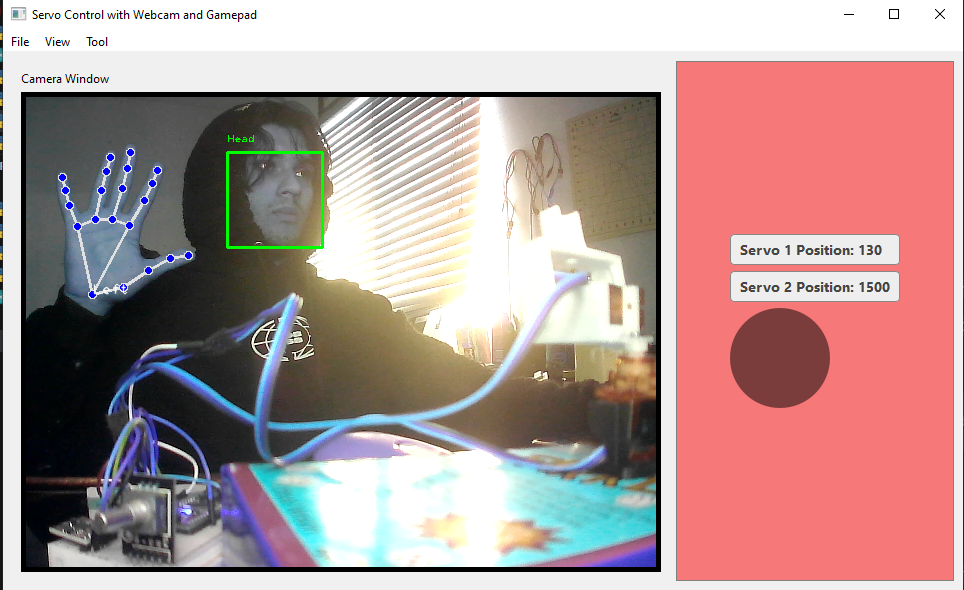 Servo Control with Webcam and Gamepad
File View Tool
Camera Window
Head
Servo 1 Position: 130
Servo 2 Position: 1500